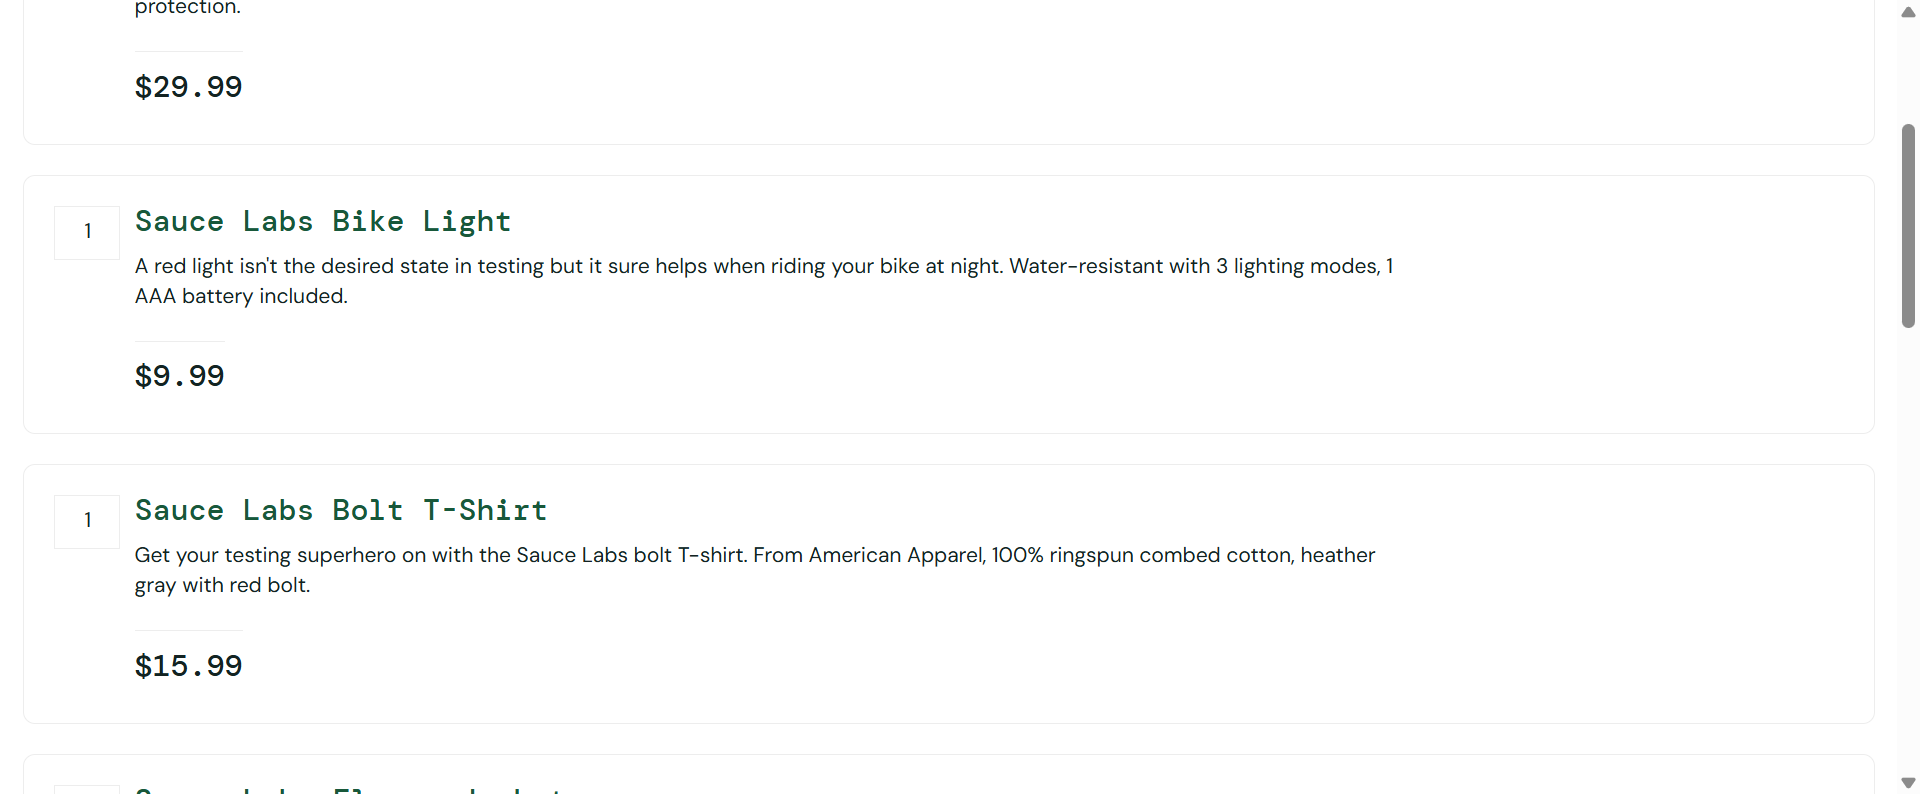 protection.
$29.99
1
Sauce Labs Bike Light
A red light isn't the desired state in testing but it sure helps when riding your bike at night. Water-resistant with 3 lighting modes, 1
AAA battery included.
$9.99
1
Sauce Labs Bolt T-Shirt
Get your testing superhero on with the Sauce Labs bolt T-shirt. From American Apparel, 100% ringspun combed cotton, heather
gray with red bolt.
$15.99